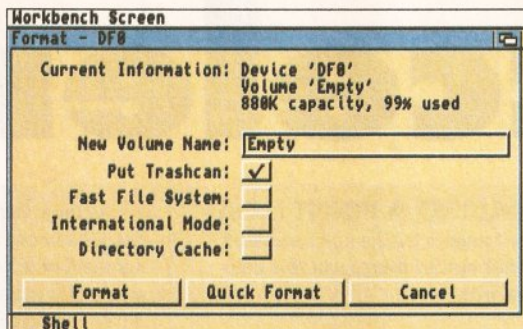 Workbench Screen
Format - DF0
Current Information: Device 'DF0'
Volume 'Empty'
880K capacity, 99% used
New Volume Name: Empty
Put Trashcan:
Fast File System:
International Mode:
Directory Cache:
Format Quick Format Cancel
Shell